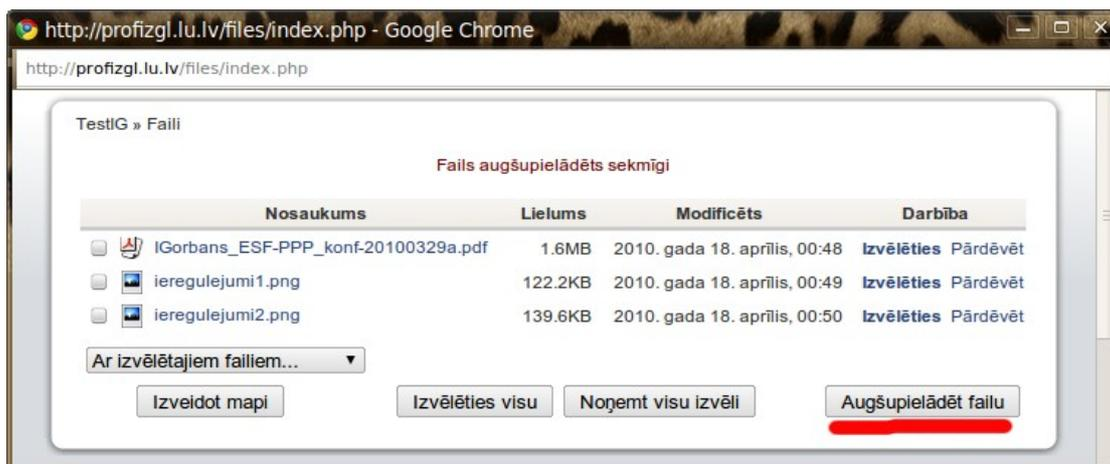 http://profizgl.lu.lv/files/index.php - Google Chrome
http://profizgl.lu.lv/files/index.php
TestIG » Faili
Fails augšupielādēts sekmīgi
Nosaukums Lielums Modificēts Darbība
IGorbans_ESF-PPP_konf-20100329a.pdf 1.6MB 2010. gada 18. aprīlis, 00:48 Izvēlēties Pārdēvēt
ieregulejumi1.png 122.2KB 2010. gada 18. aprīlis, 00:49 Izvēlēties Pārdēvēt
ieregulejumi2.png 139.6KB 2010. gada 18. aprīlis, 00:50 Izvēlēties Pārdēvēt
Ar izvēlētajiem failiem...
Izveidot mapi Izvēlēties visu Noņemt visu izvēli Augšupielādēt failu